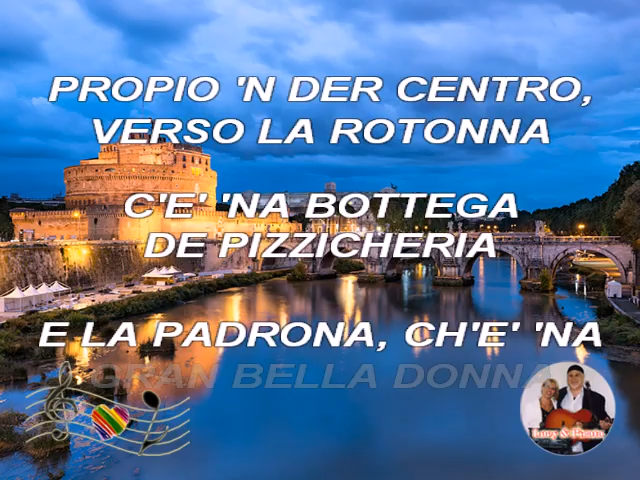 PROPIO 'N DER CENTRO,
VERSO LA ROTONNA
C'E' 'NA BOTTEGA
DE PIZZICHERIA
E LA PADRONA, CH'E' 'NA
GRAN BELLA DONNA